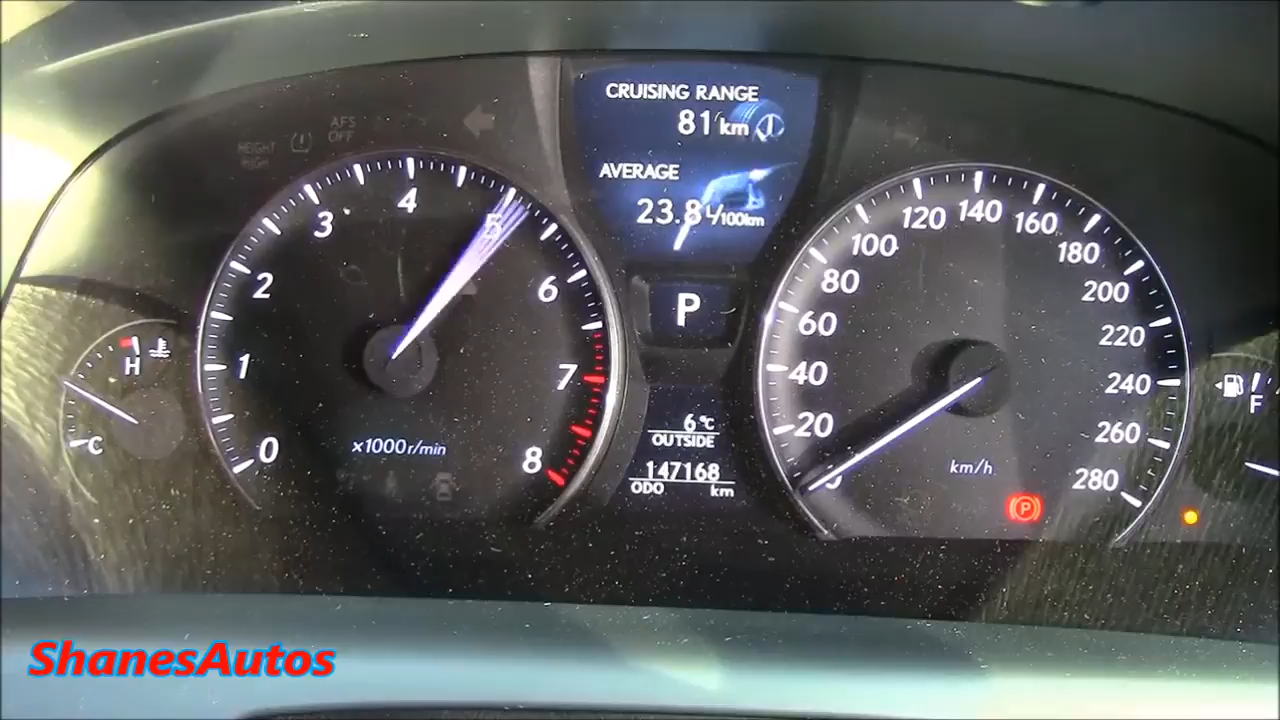 CRUISING RANGE
81 km
AVERAGE
23.8 L/100km
HEIGHT
HIGH
AFS
OFF
0
1
2
3
4
5
6
7
8
x1000 r/min
H
C
P
6°C
OUTSIDE
147168
ODO km
0
20
40
60
80
100
120
140
160
180
200
220
240
260
280
km/h
P
F
ShanesAutos